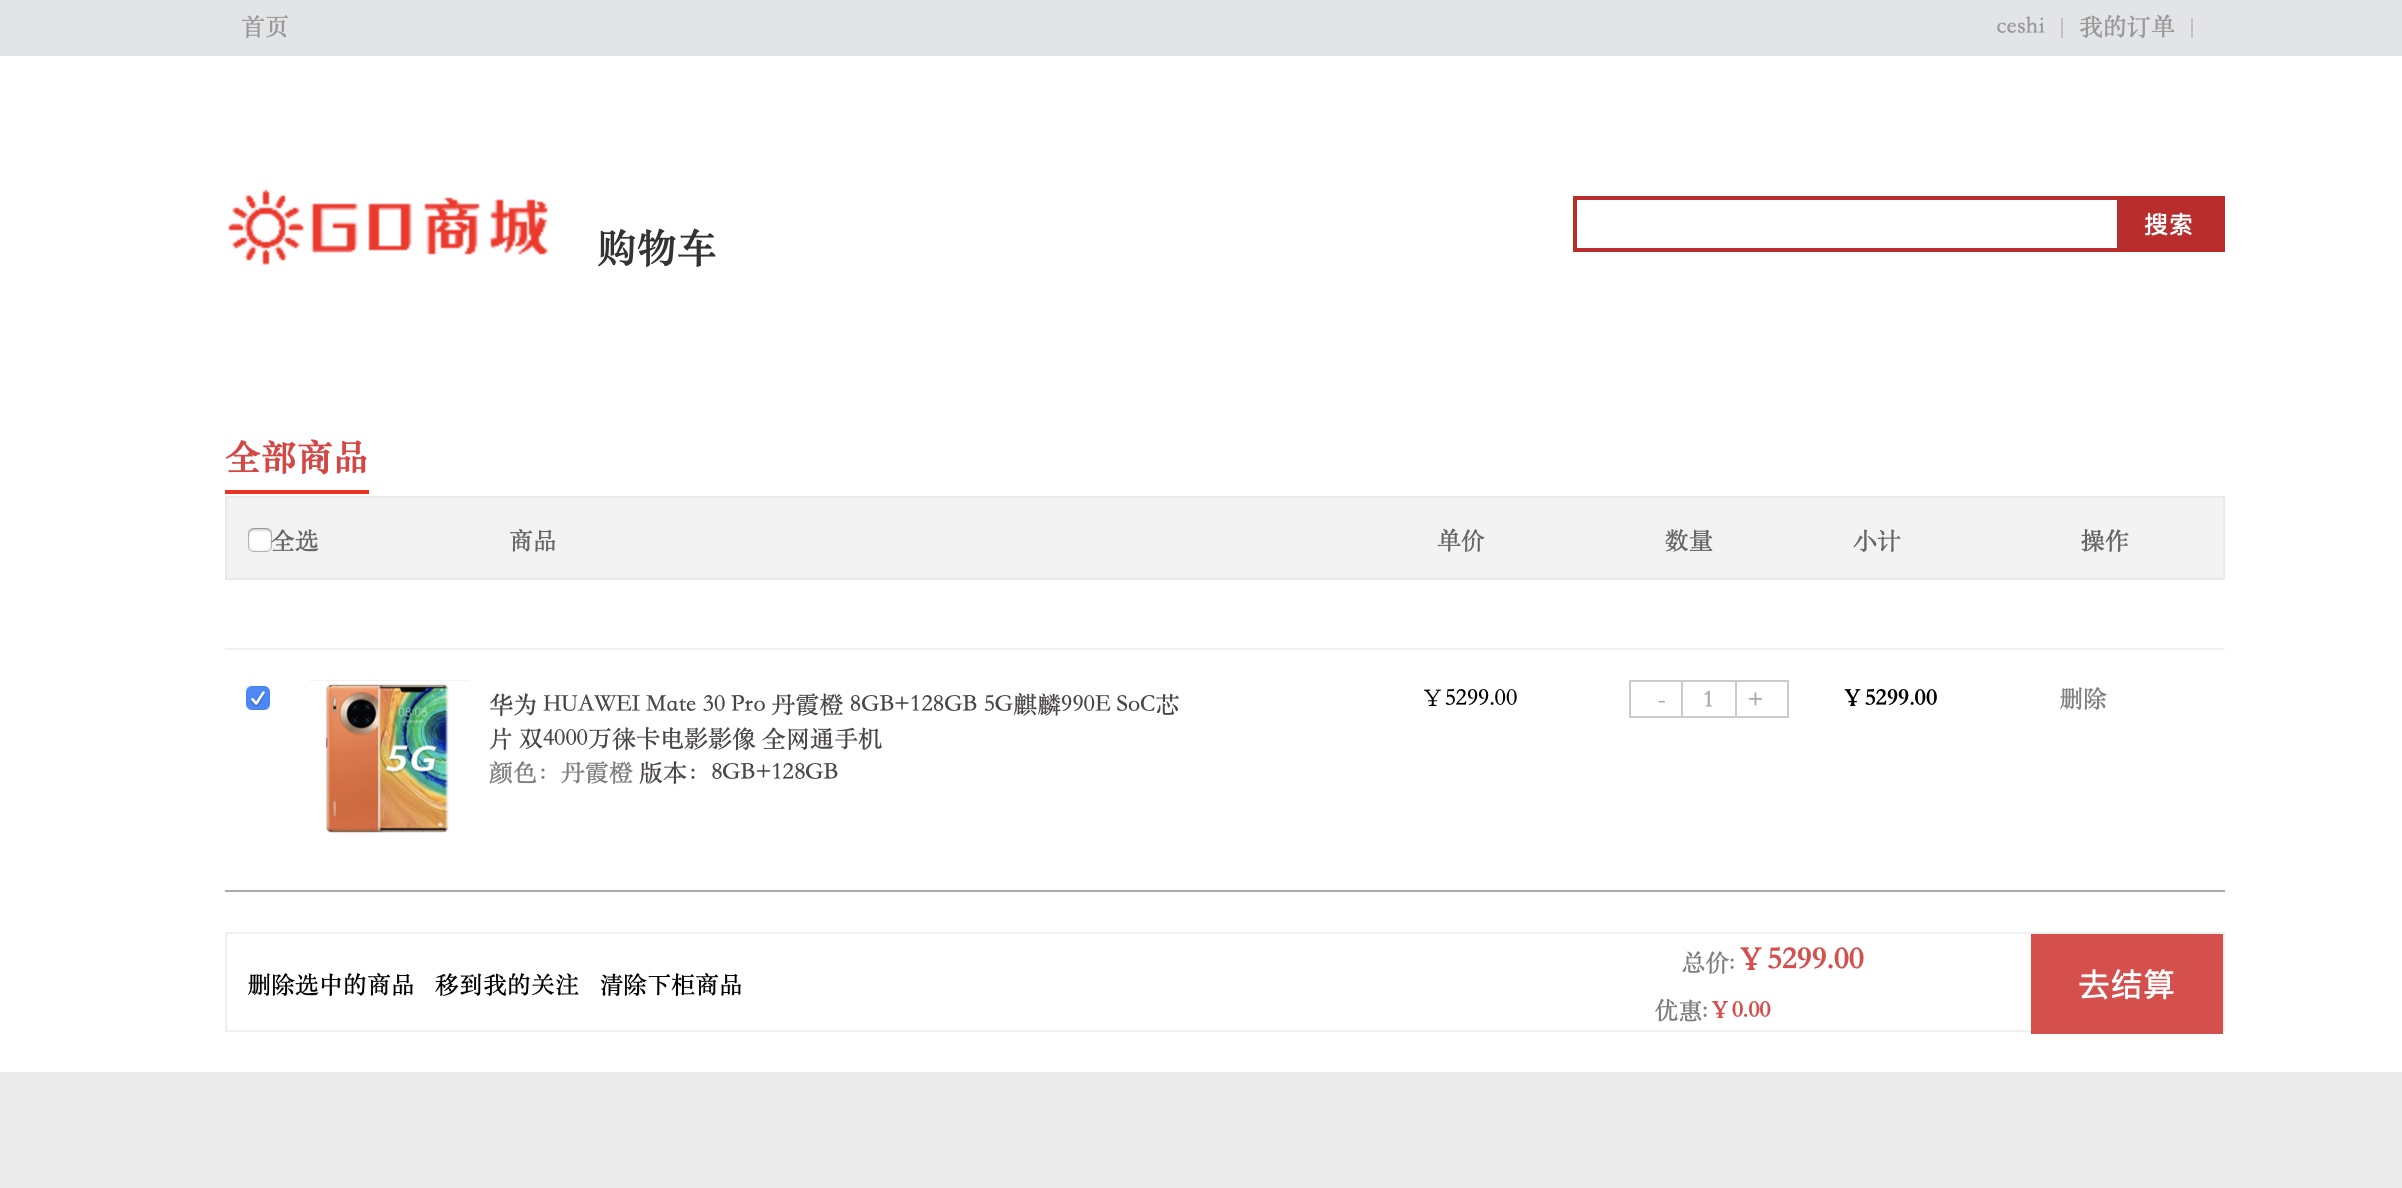 首页
ceshi | 我的订单 |
GO商城 购物车
搜索
全部商品
全选 商品 单价 数量 小计 操作
华为 HUAWEI Mate 30 Pro 丹霞橙 8GB+128GB 5G麒麟990E SoC芯 ¥5299.00 - 1 + ¥5299.00 删除
片 双4000万徕卡电影影像 全网通手机
颜色：丹霞橙 版本：8GB+128GB
08:08
5G
删除选中的商品 移到我的关注 清除下柜商品
总价:¥5299.00
优惠:¥0.00
去结算